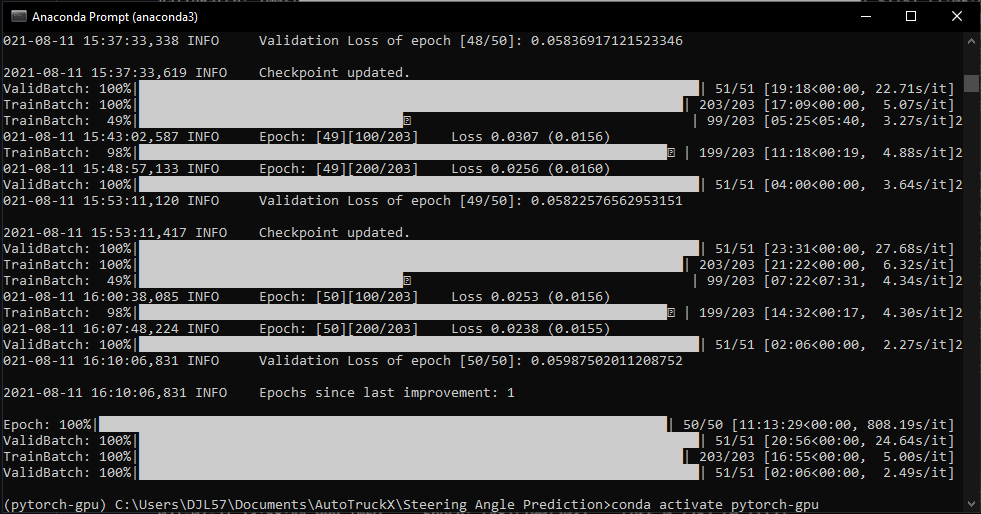 Anaconda Prompt (anaconda3)
021-08-11 15:37:33,338 INFO    Validation Loss of epoch [48/50]: 0.05836917121523346
2021-08-11 15:37:33,619 INFO    Checkpoint updated.
ValidBatch: 100%| | 51/51 [19:18<00:00, 22.71s/it]
TrainBatch: 100%| | 203/203 [17:09<00:00,  5.07s/it]
TrainBatch:  49%| | 99/203 [05:25<05:40,  3.27s/it]2
021-08-11 15:43:02,587 INFO    Epoch: [49][100/203]    Loss 0.0307 (0.0156)
TrainBatch:  98%| | 199/203 [11:18<00:19,  4.88s/it]2
021-08-11 15:48:57,133 INFO    Epoch: [49][200/203]    Loss 0.0256 (0.0160)
ValidBatch: 100%| | 51/51 [04:00<00:00,  3.64s/it]2
021-08-11 15:53:11,120 INFO    Validation Loss of epoch [49/50]: 0.05822576562953151
2021-08-11 15:53:11,417 INFO    Checkpoint updated.
ValidBatch: 100%| | 51/51 [23:31<00:00, 27.68s/it]
TrainBatch: 100%| | 203/203 [21:22<00:00,  6.32s/it]
TrainBatch:  49%| | 99/203 [07:22<07:31,  4.34s/it]2
021-08-11 16:00:38,085 INFO    Epoch: [50][100/203]    Loss 0.0253 (0.0156)
TrainBatch:  98%| | 199/203 [14:32<00:17,  4.30s/it]2
021-08-11 16:07:48,224 INFO    Epoch: [50][200/203]    Loss 0.0238 (0.0155)
ValidBatch: 100%| | 51/51 [02:06<00:00,  2.27s/it]2
021-08-11 16:10:06,831 INFO    Validation Loss of epoch [50/50]: 0.05987502011208752
2021-08-11 16:10:06,831 INFO    Epochs since last improvement: 1
Epoch: 100%| | 50/50 [11:13:29<00:00, 808.19s/it]
ValidBatch: 100%| | 51/51 [20:56<00:00, 24.64s/it]
TrainBatch: 100%| | 203/203 [16:55<00:00,  5.00s/it]
ValidBatch: 100%| | 51/51 [02:06<00:00,  2.49s/it]
(pytorch-gpu) C:\Users\DJL57\Documents\AutoTruckX\Steering Angle Prediction>conda activate pytorch-gpu